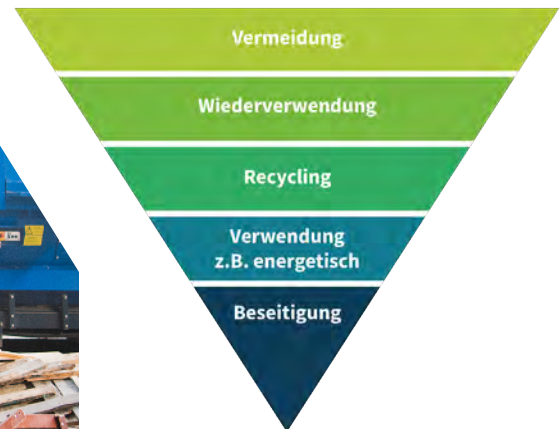 Vermeidung
Wiederverwendung
Recycling
Verwendung
z.B. energetisch
Beseitigung